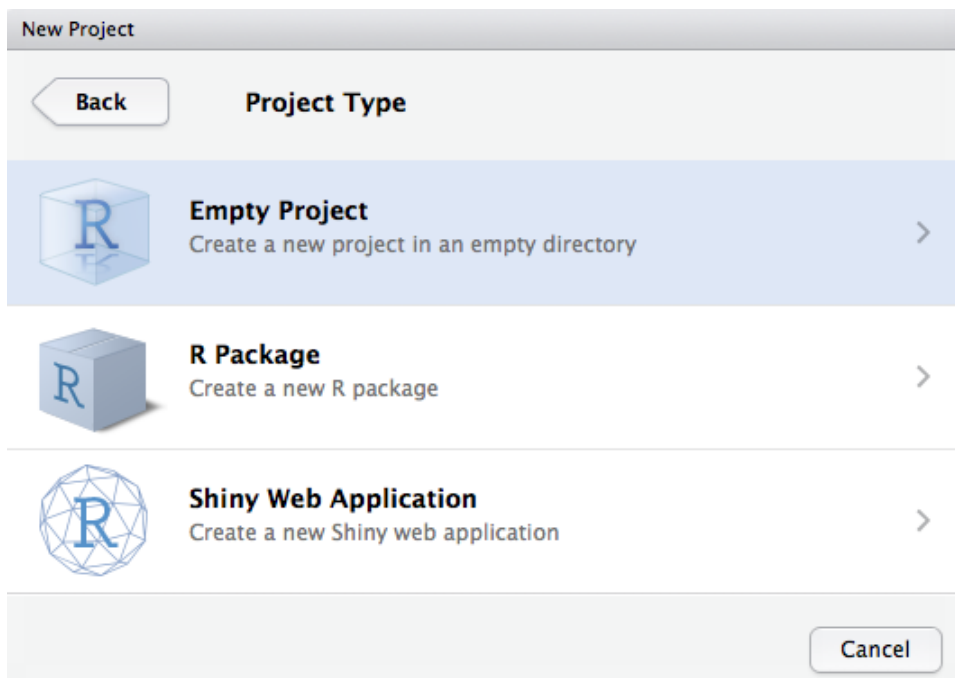 New Project
Back
Project Type
R
Empty Project
Create a new project in an empty directory
R
R Package
Create a new R package
R
Shiny Web Application
Create a new Shiny web application
Cancel